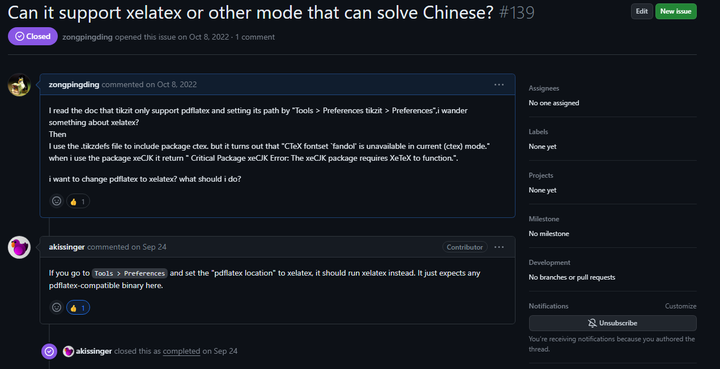 Can it support xelatex or other mode that can solve Chinese? #139
Edit
New issue
Closed
zongpingding opened this issue on Oct 8, 2022 · 1 comment
zongpingding commented on Oct 8, 2022
I read the doc that tikzit only support pdflatex and setting its path by "Tools > Preferences tikzit > Preferences".i wander
something about xelatex?
Then
I use the .tikzdefs file to include package ctex. but it turns out that "CTeX fontset `fandol' is unavailable in current (ctex) mode."
when i use the package xeCJK it return " Critical Package xeCJK Error: The xeCJK package requires XeTeX to function.".
i want to change pdflatex to xelatex? what should i do?
1
akissinger commented on Sep 24
Contributor
If you go to Tools > Preferences and set the "pdflatex location" to xelatex, it should run xelatex instead. It just expects any
pdflatex-compatible binary here.
1
akissinger closed this as completed on Sep 24
Assignees
No one assigned
Labels
None yet
Projects
None yet
Milestone
No milestone
Development
No branches or pull requests
Notifications
Customize
Unsubscribe
You're receiving notifications because you authored the
thread.